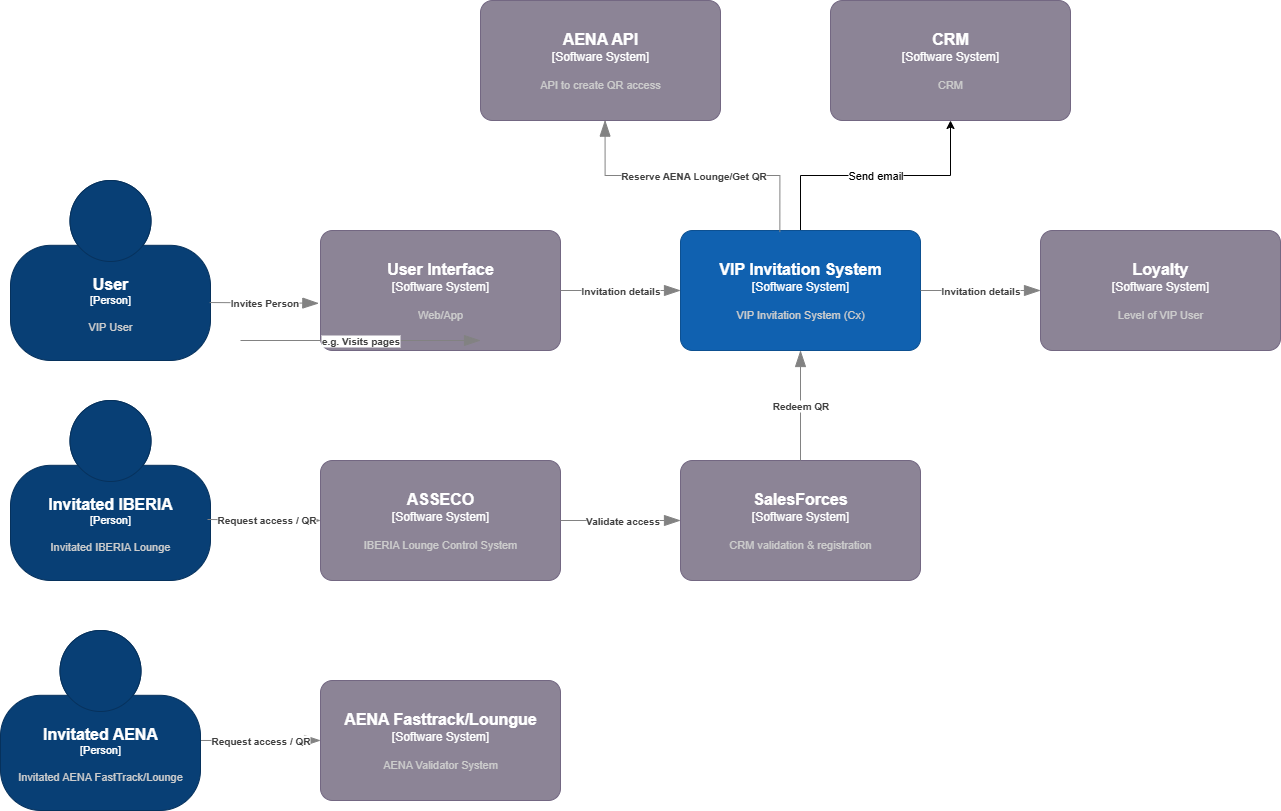 AENA API
[Software System]
API to create QR access
CRM
[Software System]
CRM
Reserve AENA Lounge/Get QR
Send email
User
[Person]
VIP User
Invites Person
User Interface
[Software System]
Web/App
e.g. Visits pages
Invitation details
VIP Invitation System
[Software System]
VIP Invitation System (Cx)
Invitation details
Loyalty
[Software System]
Level of VIP User
Redeem QR
Invitated IBERIA
[Person]
Invitated IBERIA Lounge
Request access / QR
ASSECO
[Software System]
IBERIA Lounge Control System
Validate access
SalesForces
[Software System]
CRM validation & registration
Invitated AENA
[Person]
Invitated AENA FastTrack/Lounge
Request access / QR
AENA Fasttrack/Loungue
[Software System]
AENA Validator System